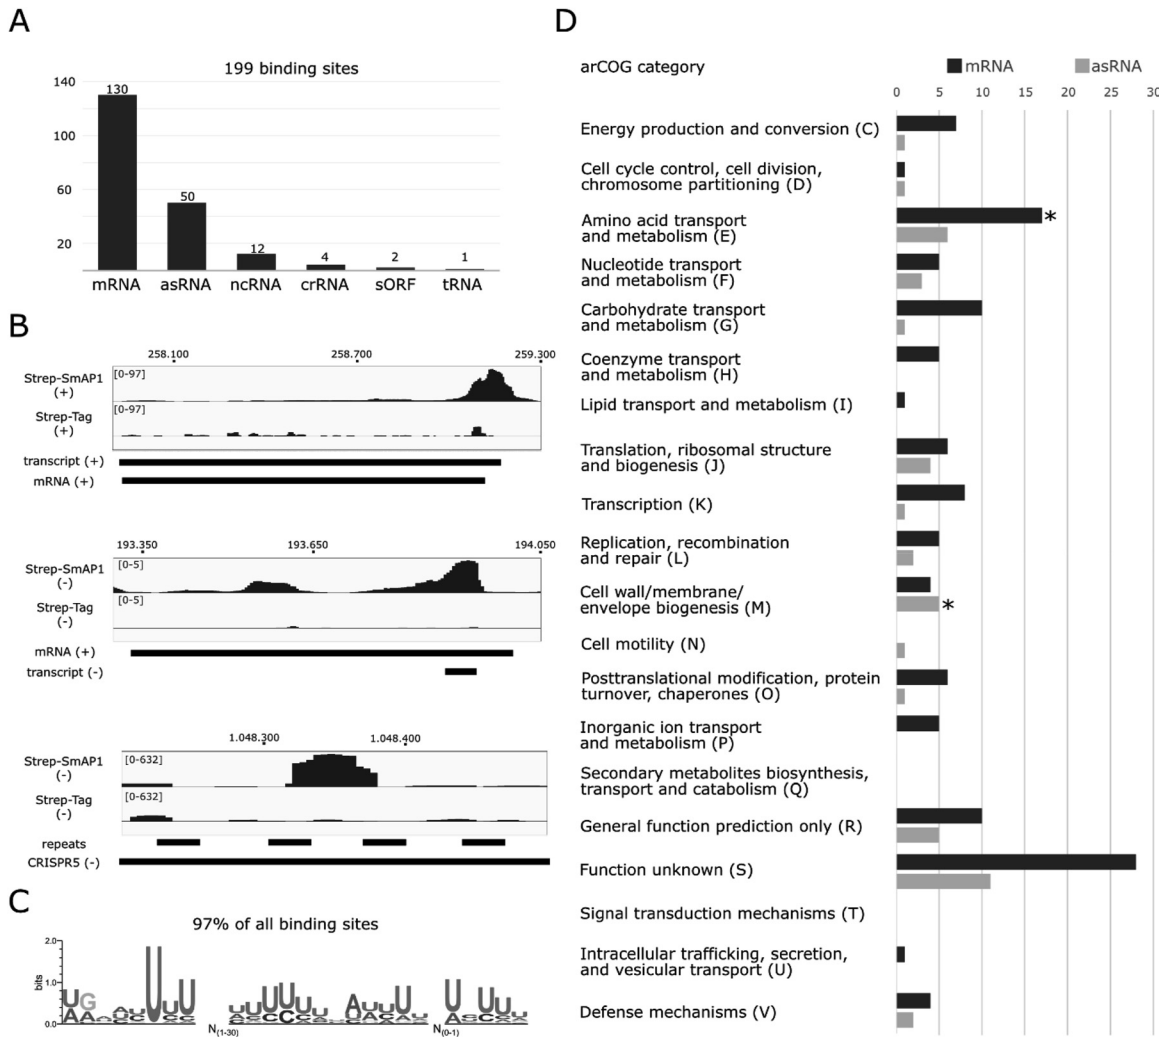 A
199 binding sites
140
100
60
20
130
50
12
4
2
1
mRNA
asRNA
ncRNA
crRNA
sORF
tRNA
B
258.100
258.700
259.300
Strep-SmAP1
(+)
[0-97]
Strep-Tag
(+)
[0-97]
transcript (+)
mRNA (+)
193.350
193.650
194.050
Strep-SmAP1
(-)
[0-5]
Strep-Tag
(-)
[0-5]
mRNA (+)
transcript (-)
1.048.300
1.048.400
Strep-SmAP1
(-)
[0-632]
Strep-Tag
(-)
[0-632]
repeats
CRISPR5 (-)
C
97% of all binding sites
2.0
1.0
0.0
bits
N(1-30)
N(0-1)
D
arCOG category
mRNA
asRNA
0 5 10 15 20 25 30
Energy production and conversion (C)
Cell cycle control, cell division,
chromosome partitioning (D)
Amino acid transport
and metabolism (E)
*
Nucleotide transport
and metabolism (F)
Carbohydrate transport
and metabolism (G)
Coenzyme transport
and metabolism (H)
Lipid transport and metabolism (I)
Translation, ribosomal structure
and biogenesis (J)
Transcription (K)
Replication, recombination
and repair (L)
Cell wall/membrane/
envelope biogenesis (M)
*
Cell motility (N)
Posttranslational modification, protein
turnover, chaperones (O)
Inorganic ion transport
and metabolism (P)
Secondary metabolites biosynthesis,
transport and catabolism (Q)
General function prediction only (R)
Function unknown (S)
Signal transduction mechanisms (T)
Intracellular trafficking, secretion,
and vesicular transport (U)
Defense mechanisms (V)